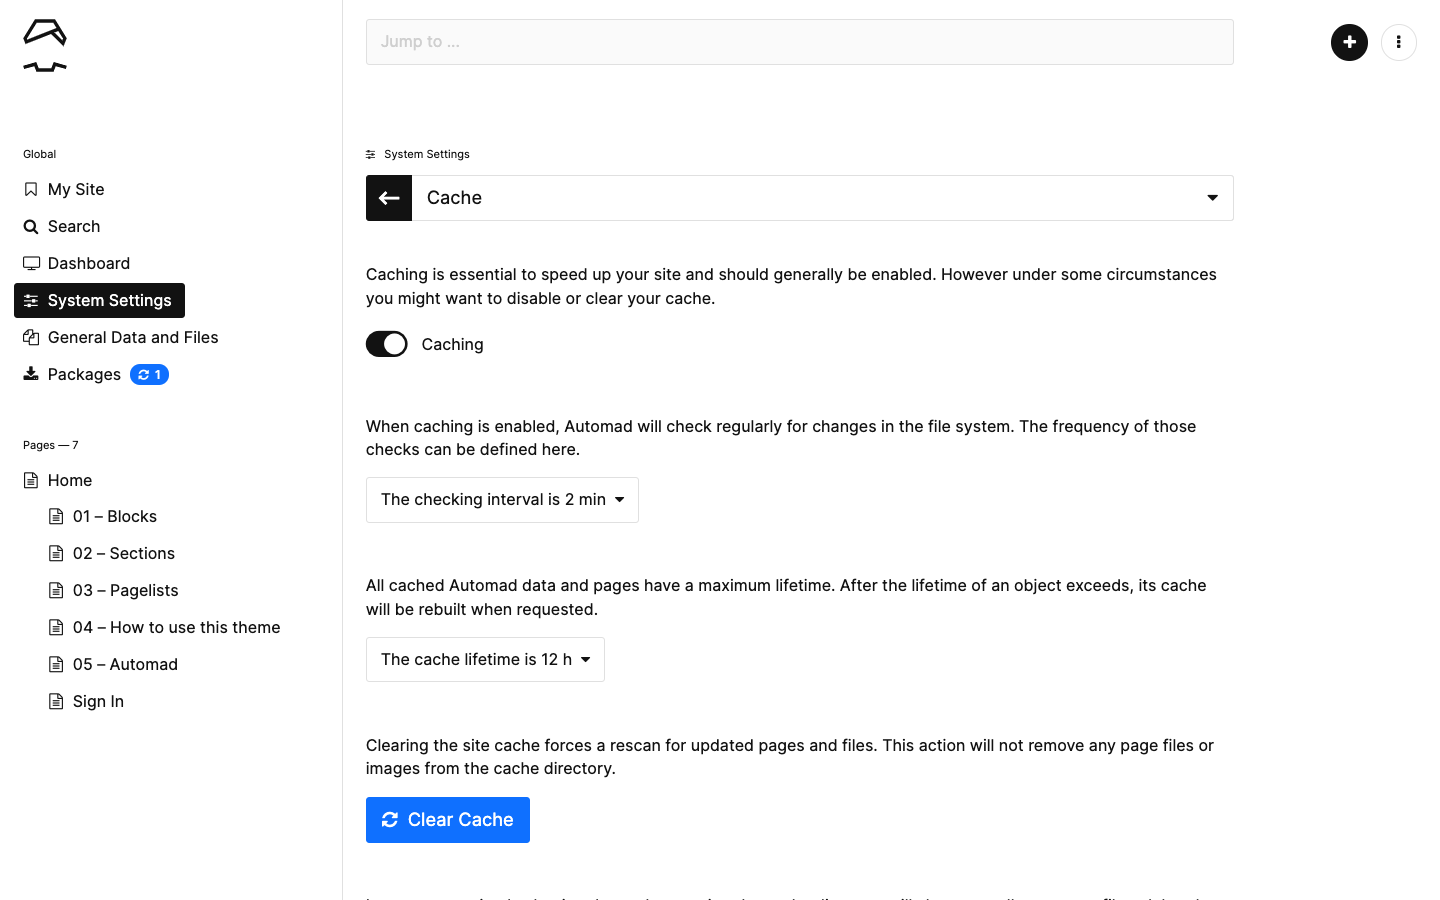 Jump to ...
Global
My Site
Search
Dashboard
System Settings
General Data and Files
Packages 1
Pages — 7
Home
01 – Blocks
02 – Sections
03 – Pagelists
04 – How to use this theme
05 – Automad
Sign In
System Settings
Cache
Caching is essential to speed up your site and should generally be enabled. However under some circumstances
you might want to disable or clear your cache.
Caching
When caching is enabled, Automad will check regularly for changes in the file system. The frequency of those
checks can be defined here.
The checking interval is 2 min
All cached Automad data and pages have a maximum lifetime. After the lifetime of an object exceeds, its cache
will be rebuilt when requested.
The cache lifetime is 12 h
Clearing the site cache forces a rescan for updated pages and files. This action will not remove any page files or
images from the cache directory.
Clear Cache